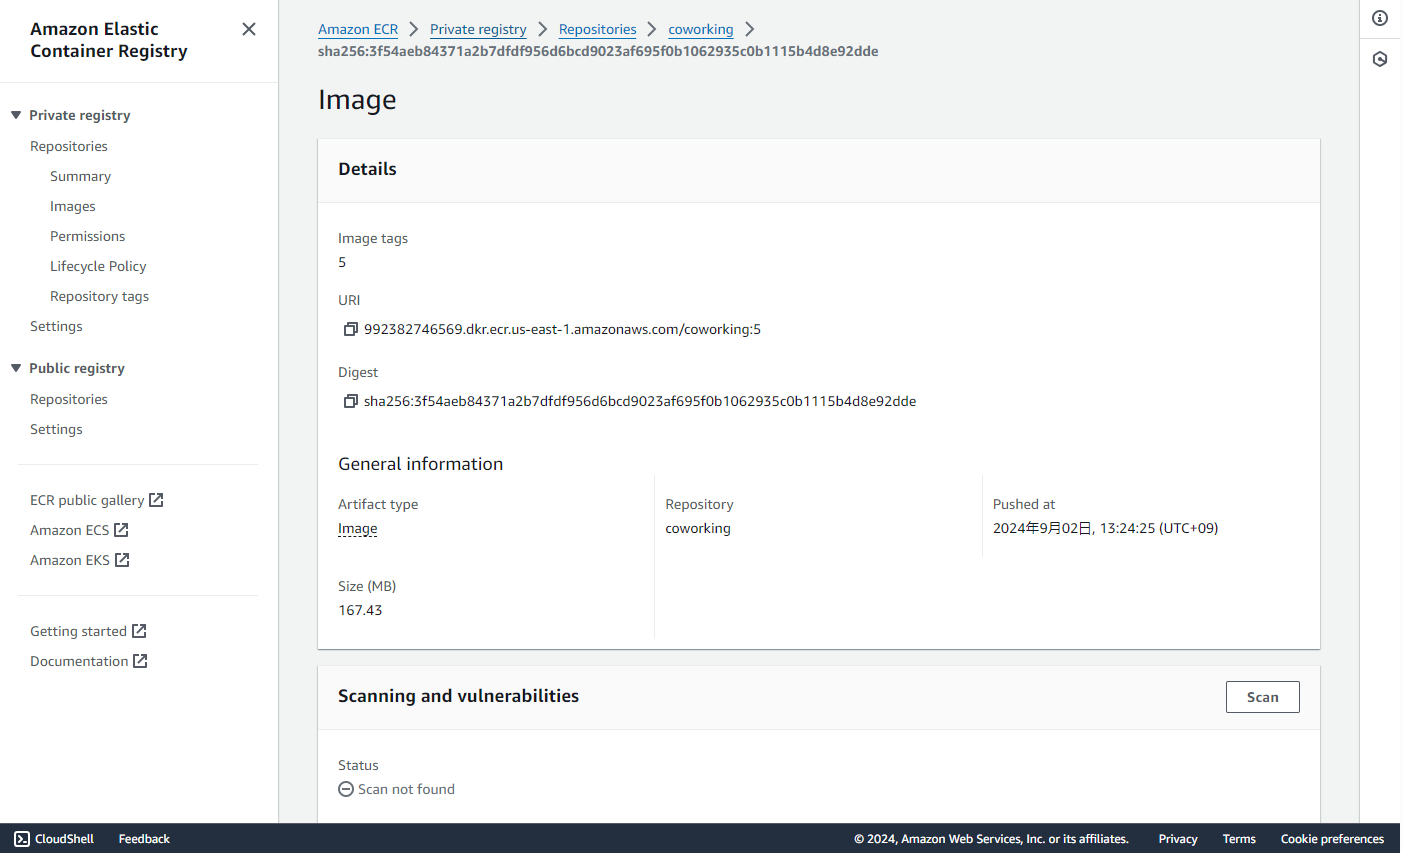 Amazon Elastic
Container Registry
Private registry
Repositories
Summary
Images
Permissions
Lifecycle Policy
Repository tags
Settings
Public registry
Repositories
Settings
ECR public gallery
Amazon ECS
Amazon EKS
Getting started
Documentation
Amazon ECR Private registry Repositories coworking
sha256:3f54aeb84371a2b7dfdf956d6bcd9023af695f0b1062935c0b1115b4d8e92dde
Image
Details
Image tags
5
URI
992382746569.dkr.ecr.us-east-1.amazonaws.com/coworking:5
Digest
sha256:3f54aeb84371a2b7dfdf956d6bcd9023af695f0b1062935c0b1115b4d8e92dde
General information
Artifact type
Image
Repository
coworking
Pushed at
2024年9月02日, 13:24:25 (UTC+09)
Size (MB)
167.43
Scanning and vulnerabilities
Scan
Status
Scan not found
CloudShell Feedback © 2024, Amazon Web Services, Inc. or its affiliates. Privacy Terms Cookie preferences